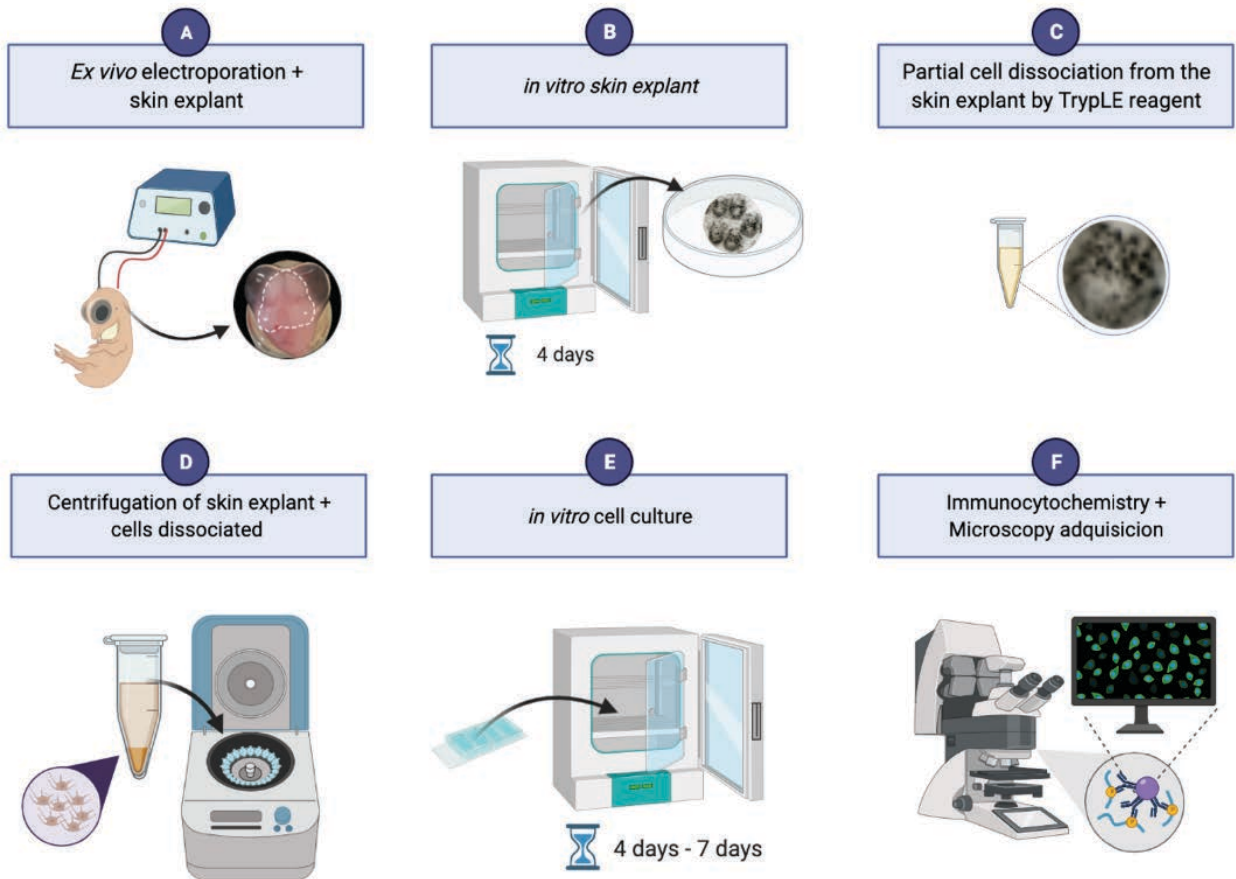 A
Ex vivo electroporation +
skin explant
B
in vitro skin explant
C
Partial cell dissociation from the
skin explant by TrypLE reagent
4 days
D
Centrifugation of skin explant +
cells dissociated
E
in vitro cell culture
F
Immunocytochemistry +
Microscopy adquisicion
4 days - 7 days